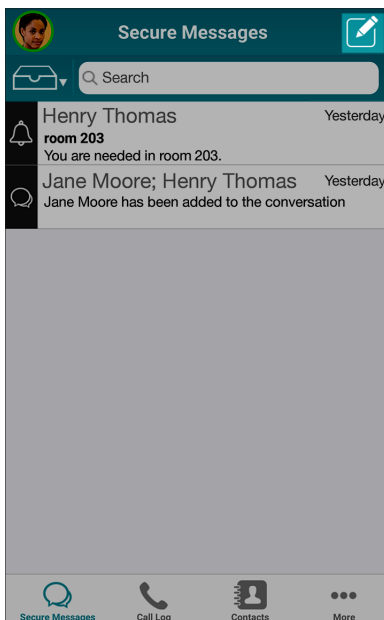 Secure Messages
Search
Henry Thomas Yesterday
room 203
You are needed in room 203.
Jane Moore; Henry Thomas Yesterday
Jane Moore has been added to the conversation
Secure Messages Call Log Contacts More